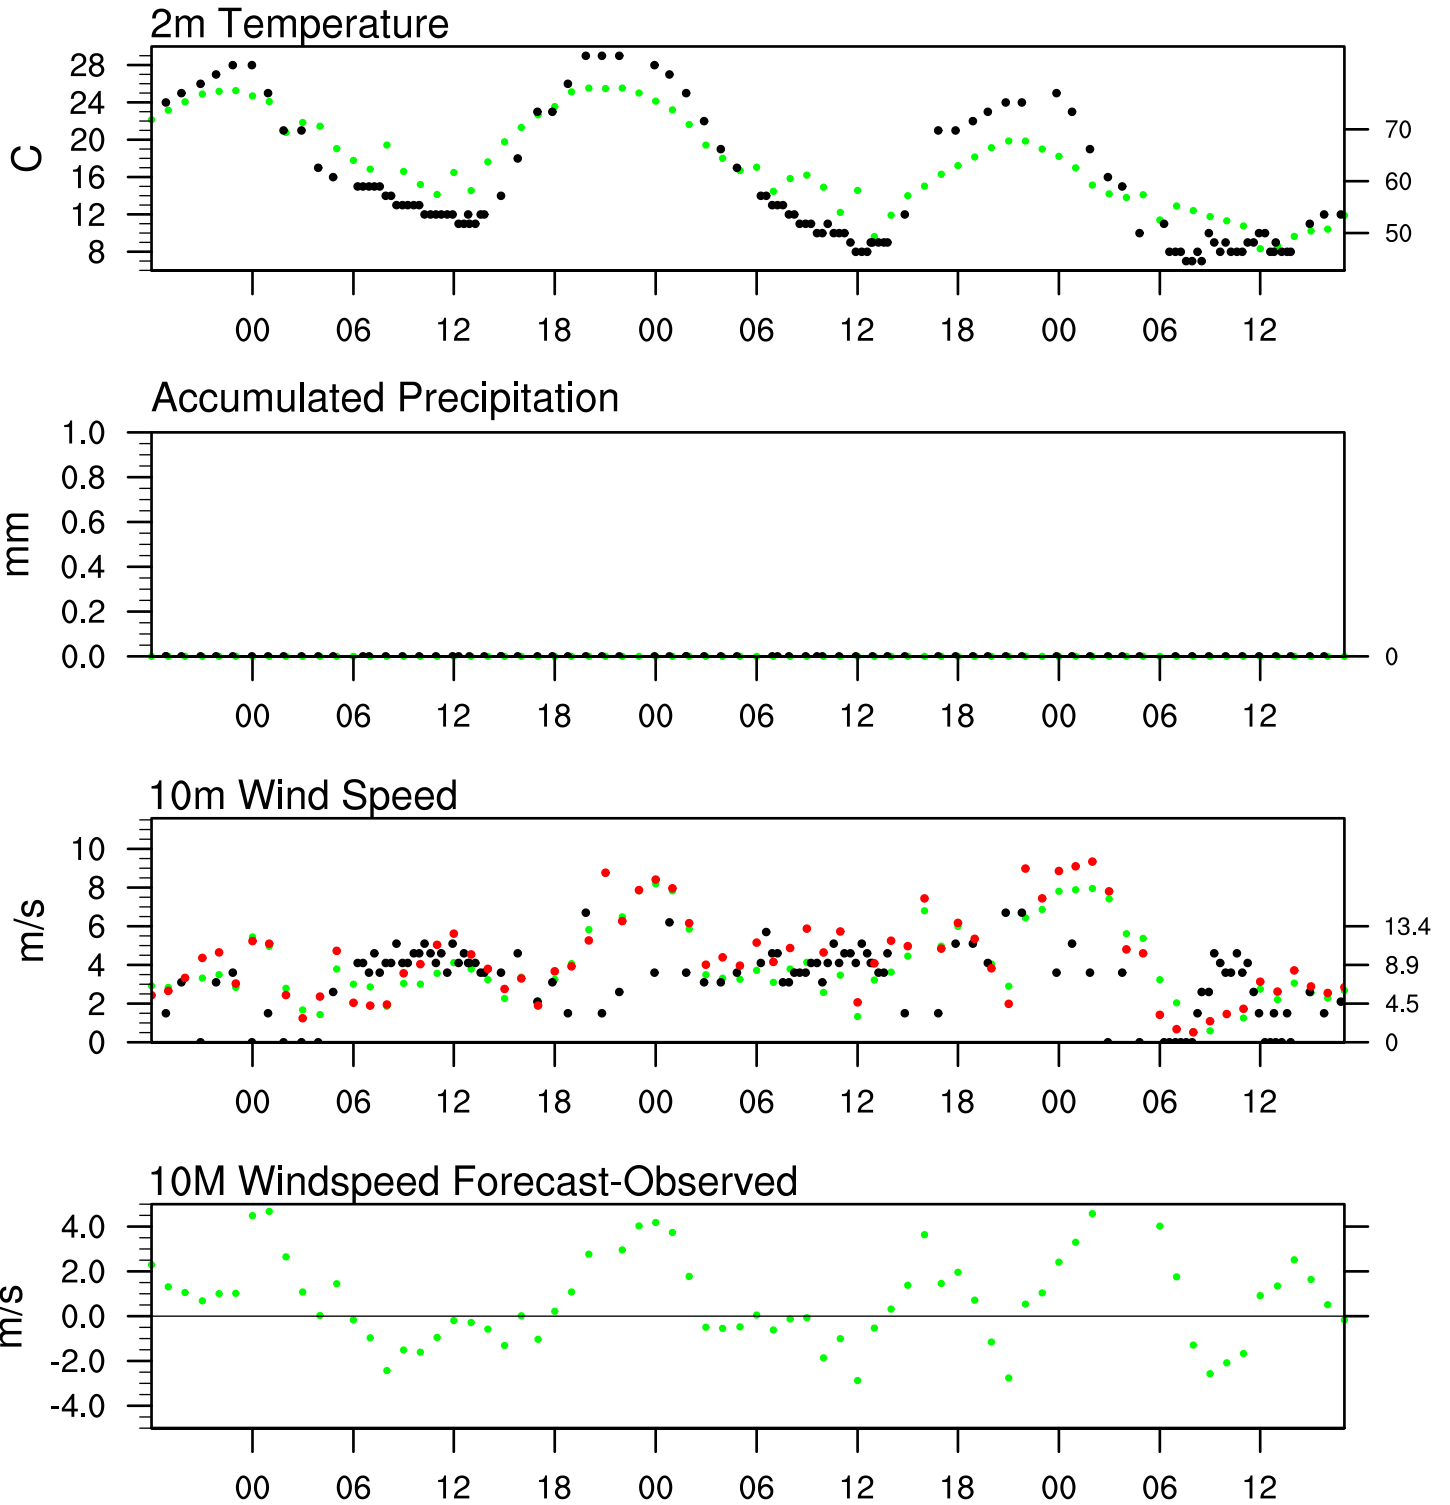 2m Temperature
28
24
20
16
12
8
C
70
60
50
00 06 12 18 00 06 12 18 00 06 12
Accumulated Precipitation
1.0
0.8
0.6
0.4
0.2
0.0
mm
0
00 06 12 18 00 06 12 18 00 06 12
10m Wind Speed
10
8
6
4
2
0
m/s
13.4
8.9
4.5
0
00 06 12 18 00 06 12 18 00 06 12
10M Windspeed Forecast-Observed
4.0
2.0
0.0
-2.0
-4.0
m/s
00 06 12 18 00 06 12 18 00 06 12